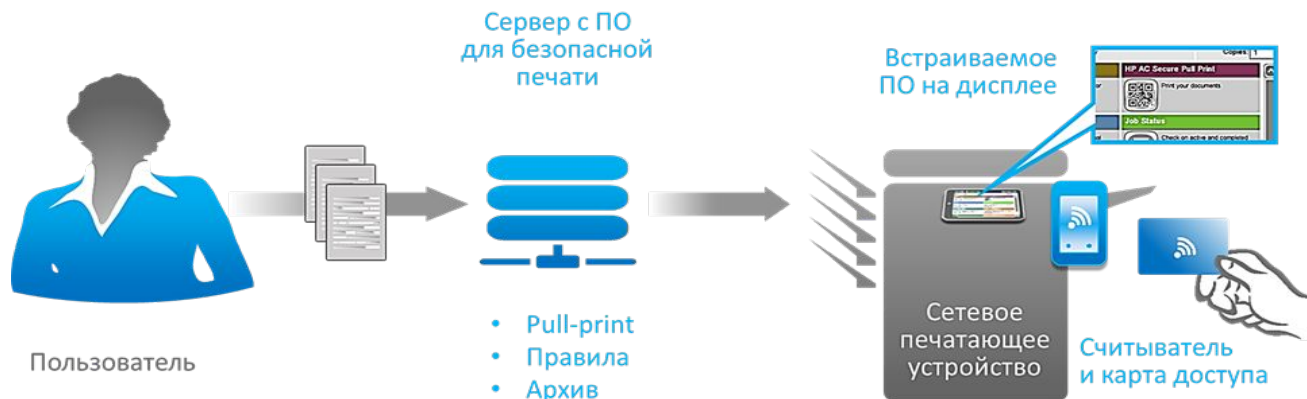 Сервер с ПО
для безопасной
печати
Встраиваемое
ПО на дисплее
Copies: 1
HP AC Secure Pull Print
Print your documents
Job Status
Check on active and completed
Pull-print
Правила
Архив
Пользователь
Сетевое
печатающее
устройство
Считыватель
и карта доступа